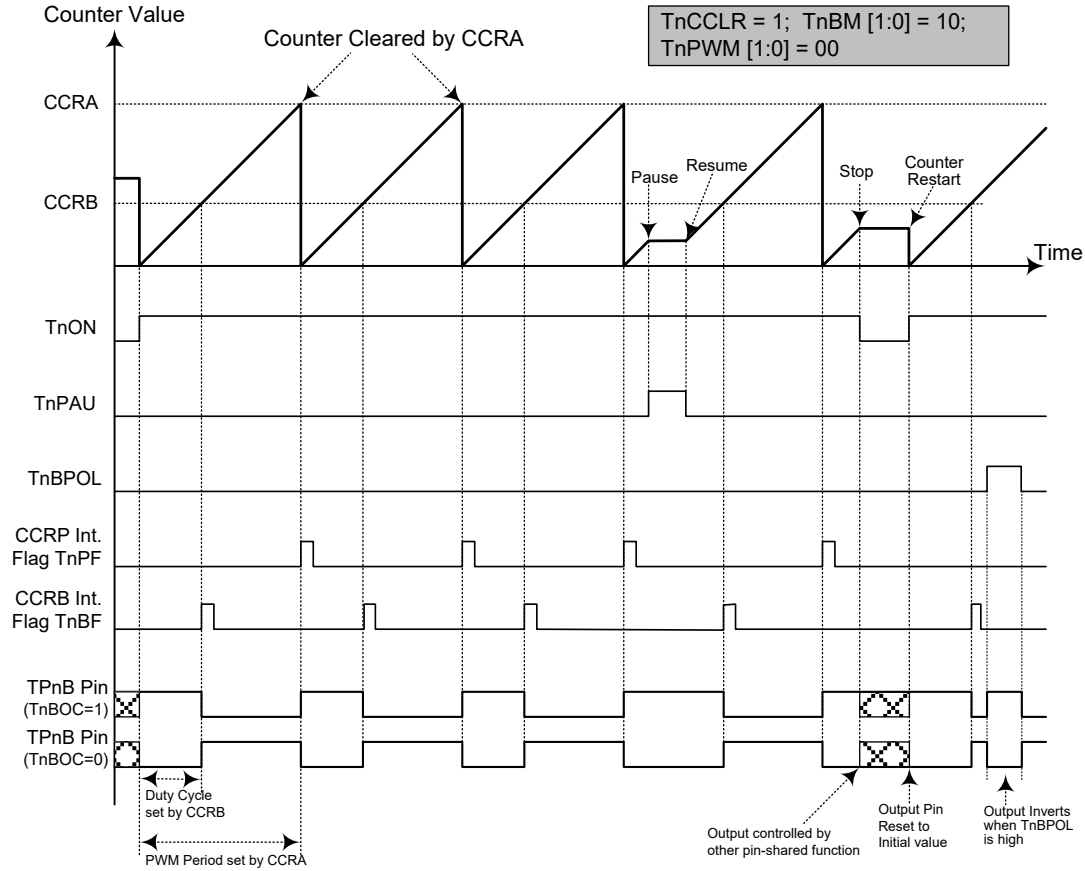 Counter Value
TnCCLR = 1; TnBM [1:0] = 10;
TnPWM [1:0] = 00
Counter Cleared by CCRA
CCRA
Pause
Resume
Stop
Counter
Restart
CCRB
Time
TnON
TnPAU
TnBPOL
CCRP Int.
Flag TnPF
CCRB Int.
Flag TnBF
TPnB Pin
(TnBOC=1)
TPnB Pin
(TnBOC=0)
Duty Cycle
set by CCRB
PWM Period set by CCRA
Output controlled by
other pin-shared function
Output Pin
Reset to
Initial value
Output Inverts
when TnBPOL
is high